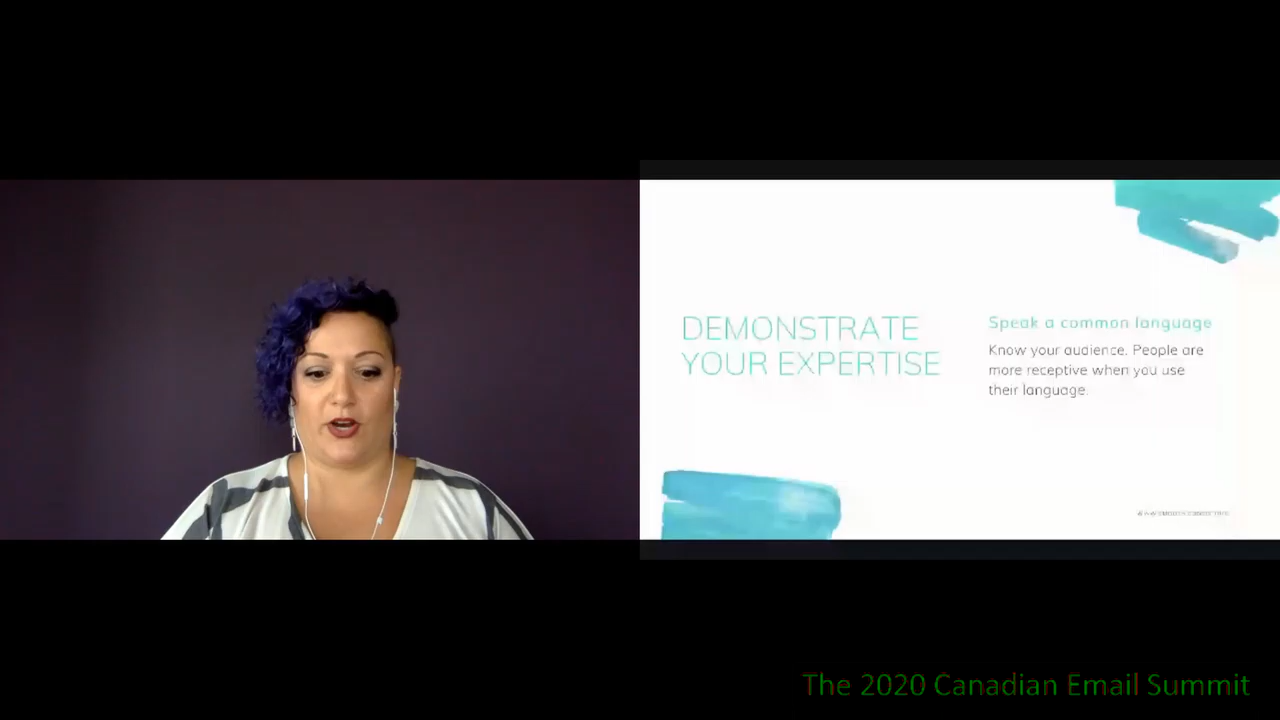 DEMONSTRATE
YOUR EXPERTISE
Speak a common language
Know your audience. People are
more receptive when you use
their language.
The 2020 Canadian Email Summit